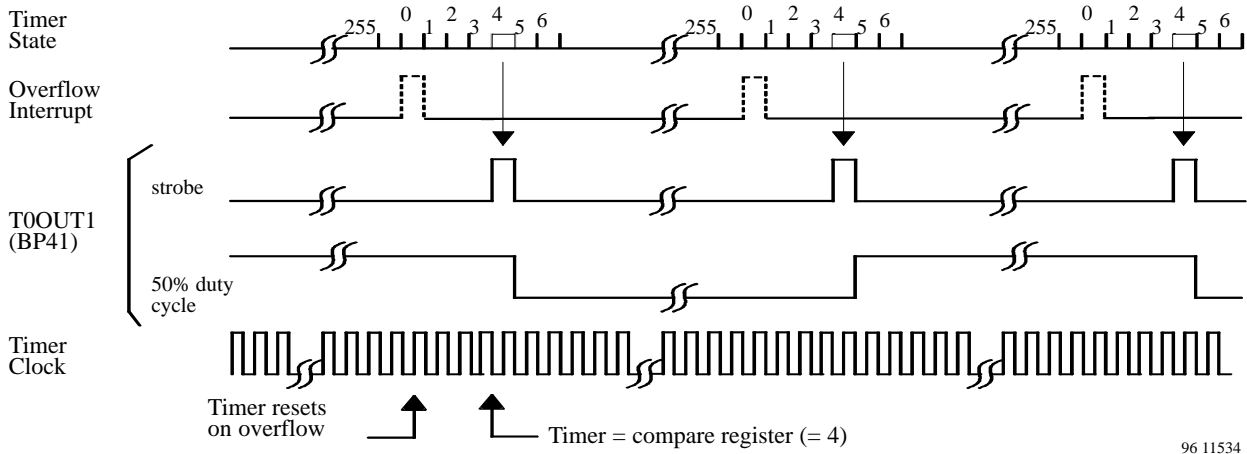 Timer
State
255 0 1 2 3 4 5 6
255 0 1 2 3 4 5 6
255 0 1 2 3 4 5 6
Overflow
Interrupt
T0OUT1
(BP41)
strobe
50% duty
cycle
Timer
Clock
Timer resets
on overflow
Timer = compare register (= 4)
96 11534